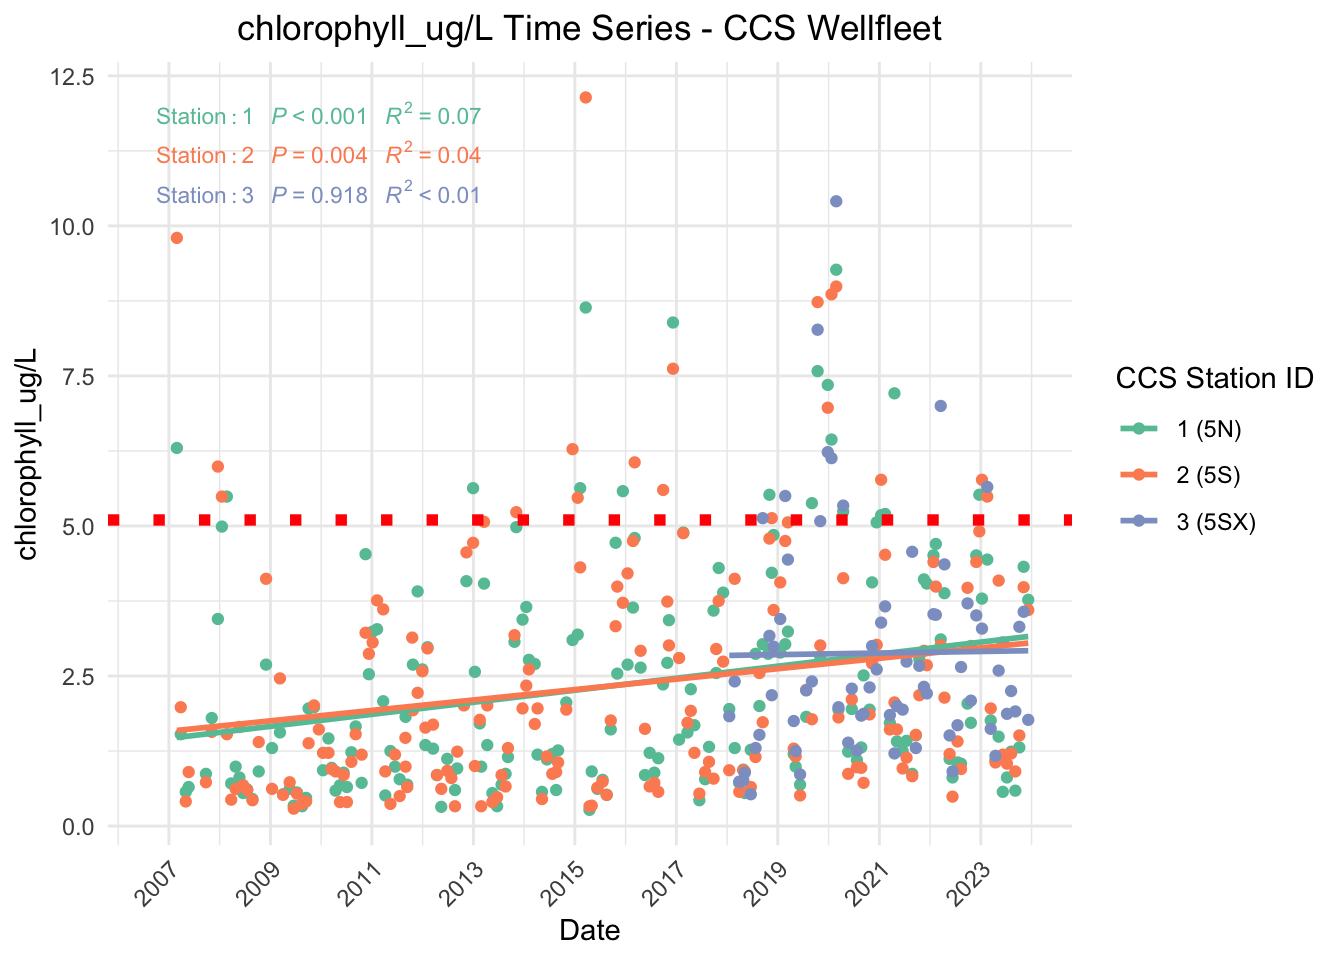 chlorophyll_ug/L Time Series - CCS Wellfleet
12.5
10.0
7.5
5.0
2.5
0.0
chlorophyll_ug/L
Station : 1 P < 0.001 R² = 0.07
Station : 2 P = 0.004 R² = 0.04
Station : 3 P = 0.918 R² < 0.01
2007
2009
2011
2013
2015
2017
2019
2021
2023
Date
CCS Station ID
1 (5N)
2 (5S)
3 (5SX)